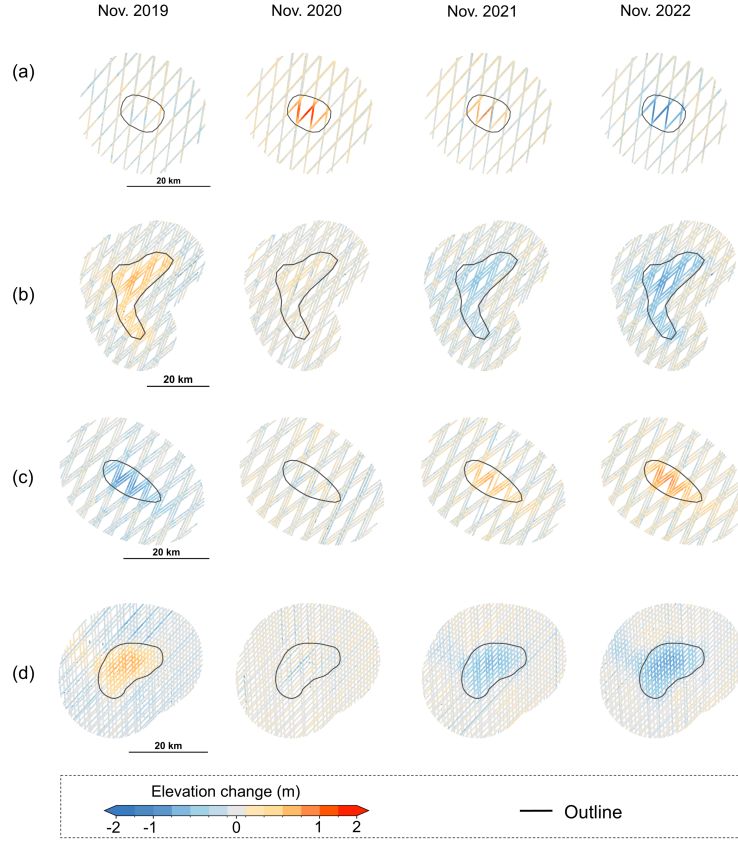 Nov. 2019 Nov. 2020 Nov. 2021 Nov. 2022
(a)
20 km
(b)
20 km
(c)
20 km
(d)
20 km
Elevation change (m)
-2 -1 0 1 2
Outline